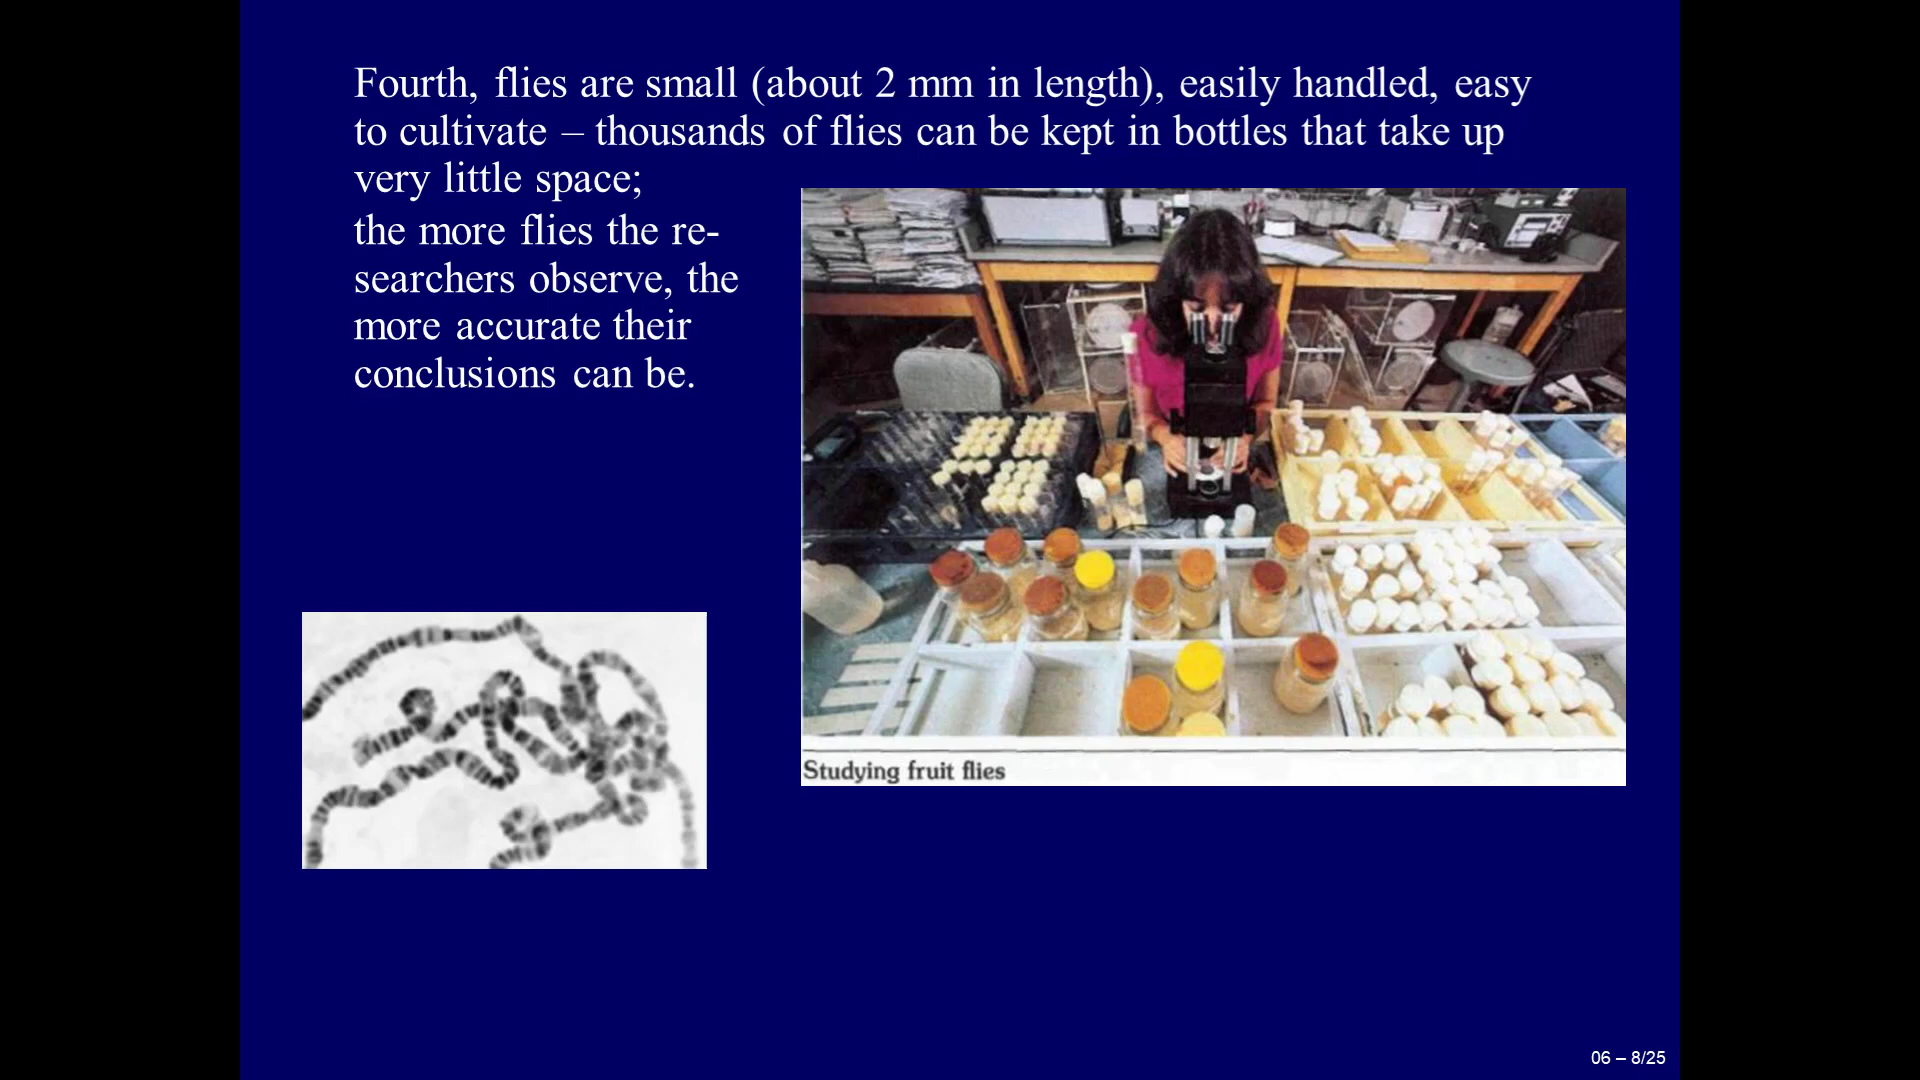 Fourth, flies are small (about 2 mm in length), easily handled, easy
to cultivate – thousands of flies can be kept in bottles that take up
very little space;
the more flies the re-
searchers observe, the
more accurate their
conclusions can be.
Studying fruit flies
06 – 8/25